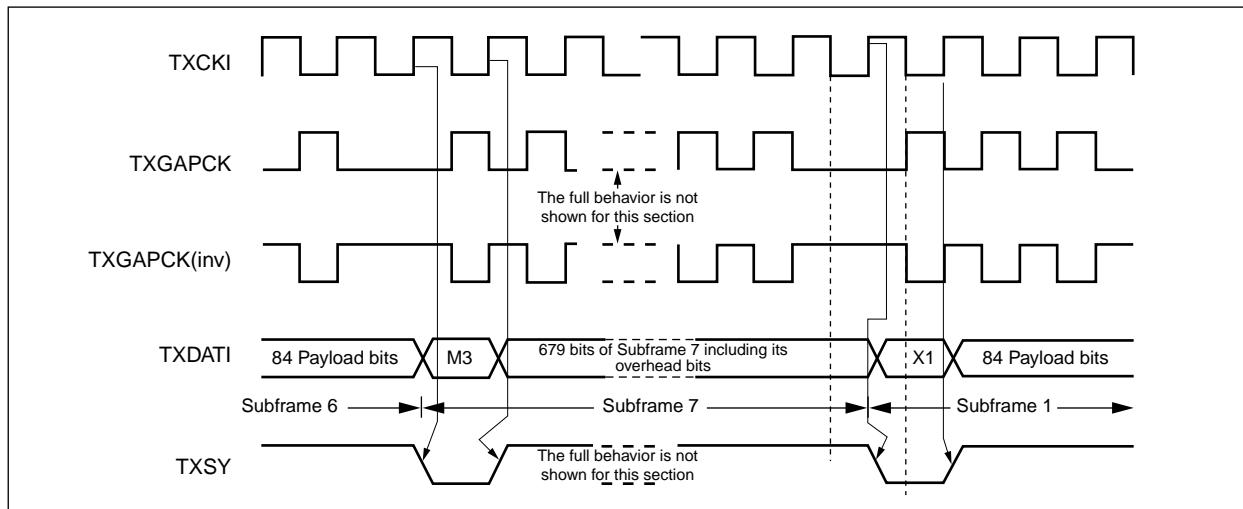 TXCKI
TXGAPCK
The full behavior is not
shown for this section
TXGAPCK(inv)
TXDATI
84 Payload bits
M3
679 bits of Subframe 7 including its
overhead bits
X1
84 Payload bits
Subframe 6
Subframe 7
Subframe 1
TXSY
The full behavior is not
shown for this section